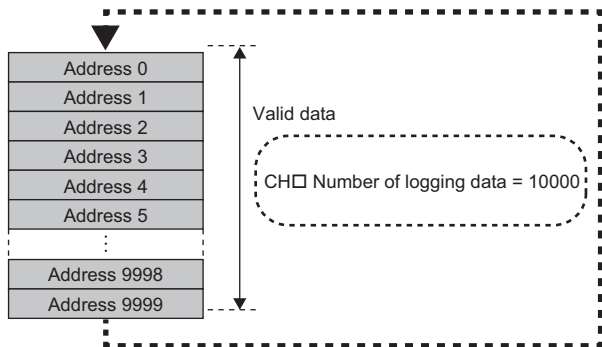 Address 0
Address 1
Address 2
Address 3
Address 4
Address 5
⋮
Address 9998
Address 9999
Valid data
CH□ Number of logging data = 10000